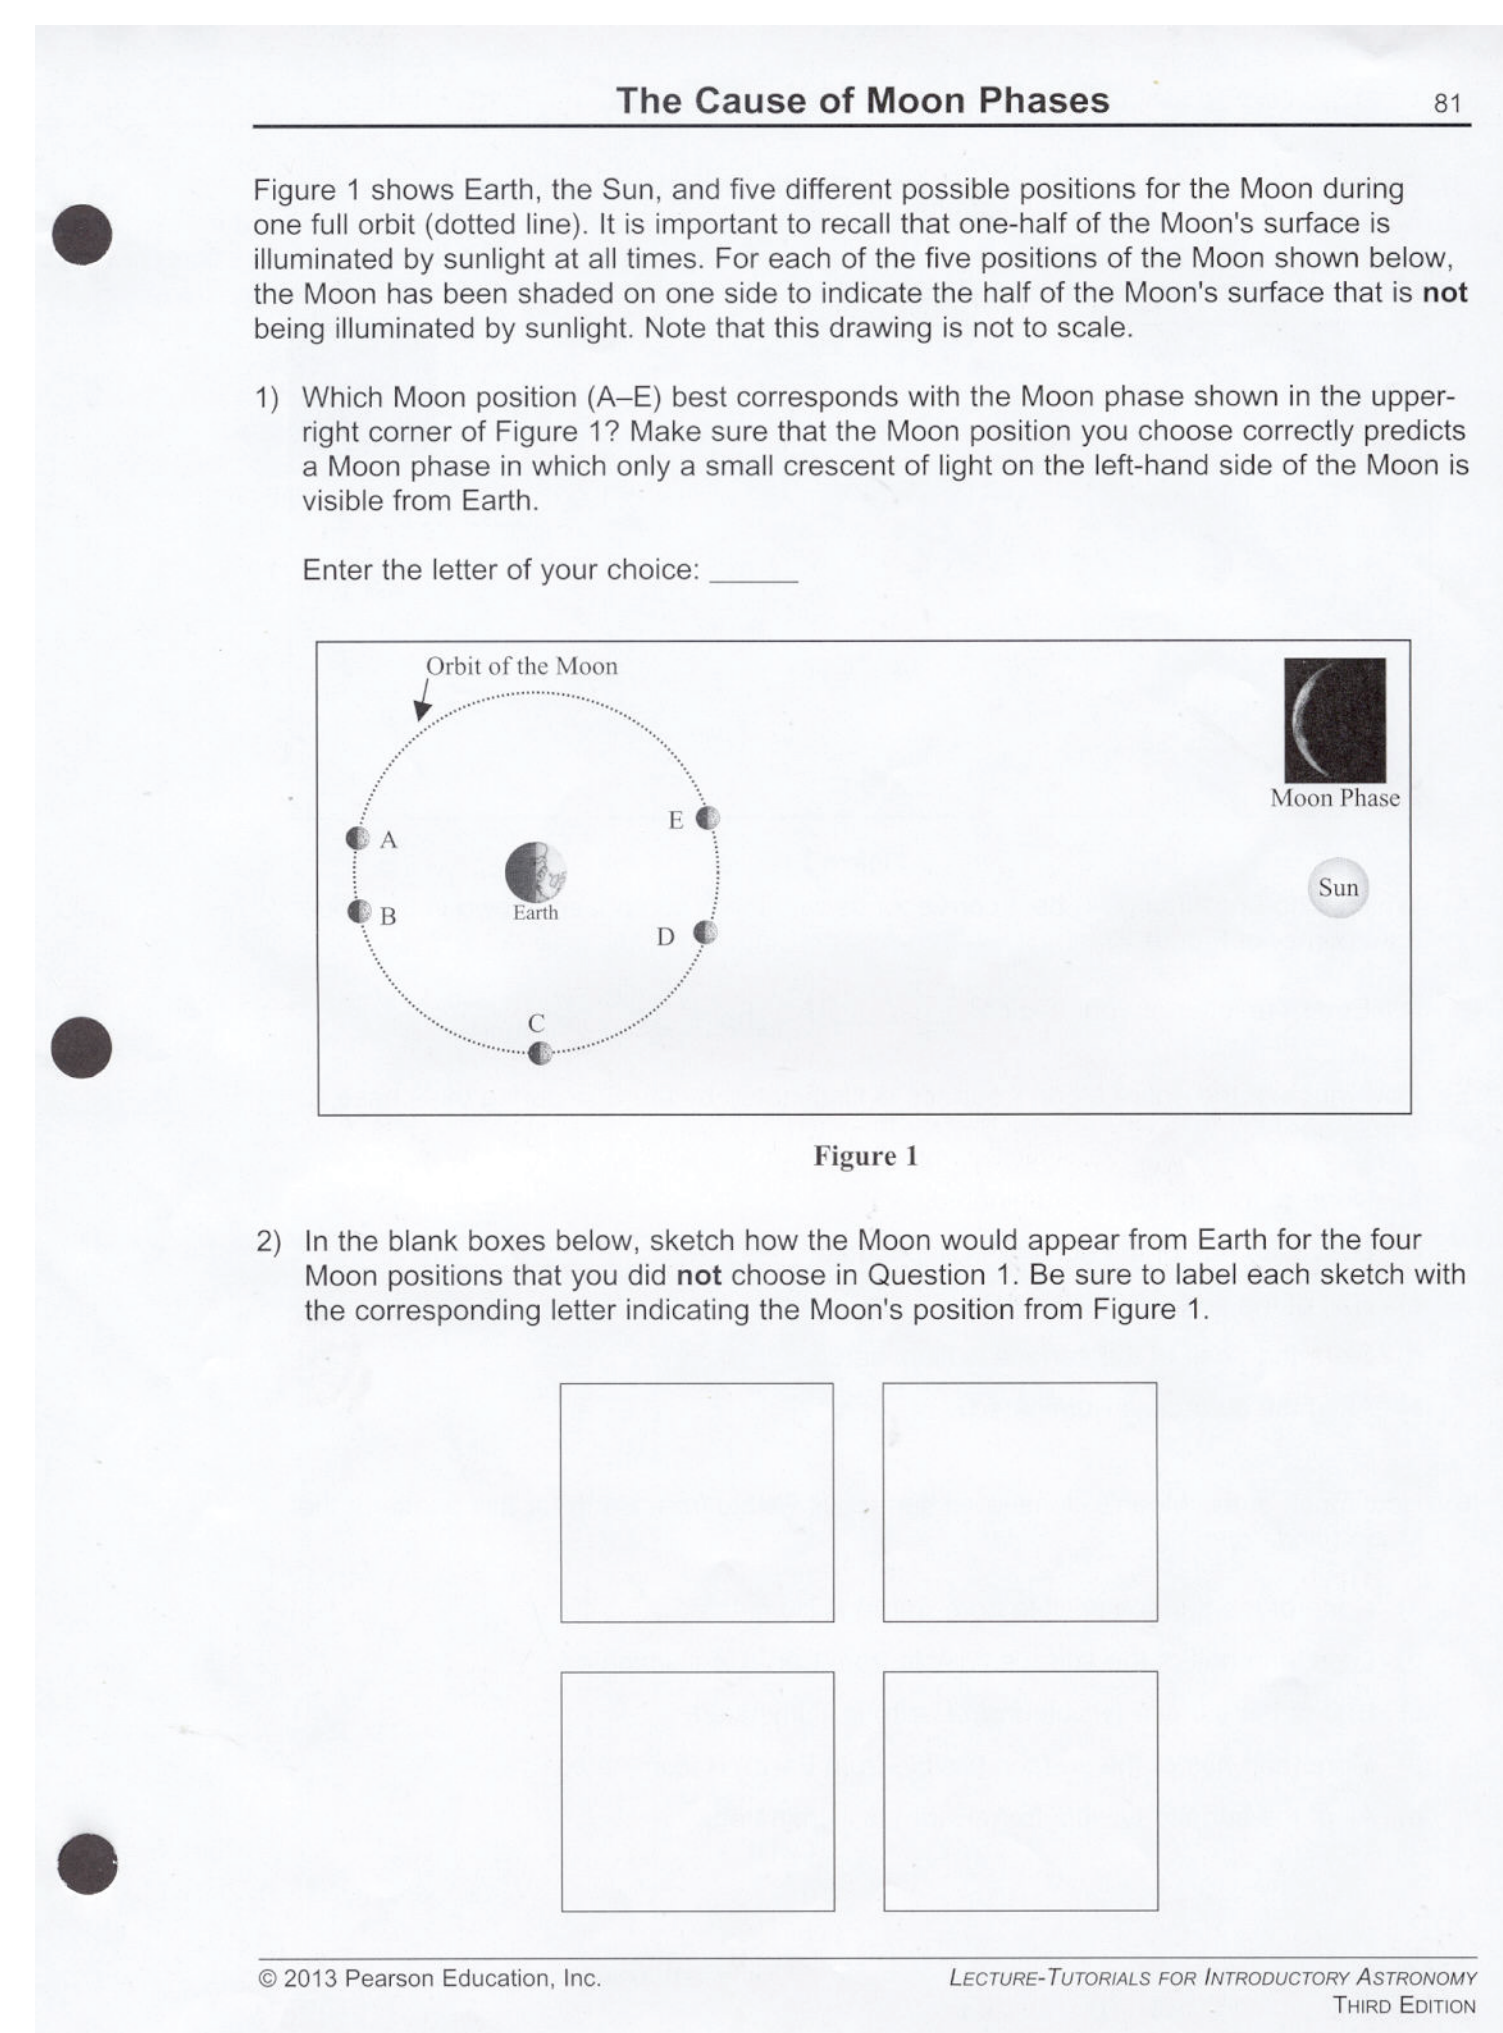 The Cause of Moon Phases 81
Figure 1 shows Earth, the Sun, and five different possible positions for the Moon during
one full orbit (dotted line). It is important to recall that one-half of the Moon's surface is
illuminated by sunlight at all times. For each of the five positions of the Moon shown below,
the Moon has been shaded on one side to indicate the half of the Moon's surface that is not
being illuminated by sunlight. Note that this drawing is not to scale.
1) Which Moon position (A–E) best corresponds with the Moon phase shown in the upper-
right corner of Figure 1? Make sure that the Moon position you choose correctly predicts
a Moon phase in which only a small crescent of light on the left-hand side of the Moon is
visible from Earth.
Enter the letter of your choice: ______
Orbit of the Moon
Moon Phase
E
A
Sun
B
Earth
D
C
Figure 1
2) In the blank boxes below, sketch how the Moon would appear from Earth for the four
Moon positions that you did not choose in Question 1. Be sure to label each sketch with
the corresponding letter indicating the Moon's position from Figure 1.
© 2013 Pearson Education, Inc.
LECTURE-TUTORIALS FOR INTRODUCTORY ASTRONOMY
THIRD EDITION